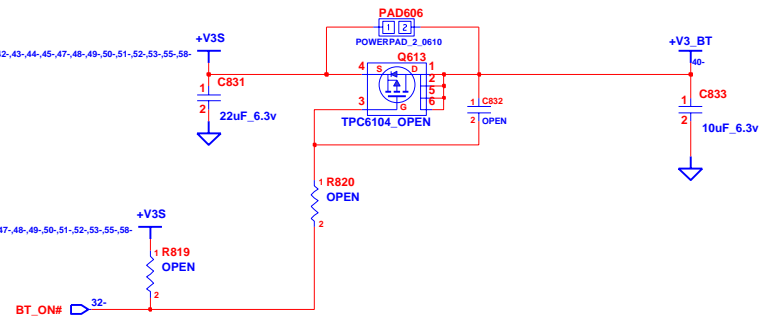 PAD606
1 2
POWERPAD_2_0610
+V3S
42-,43-,44-,45-,47-,48-,49-,50-,51-,52-,53-,55-,58-
Q613
4 S D 1
2
5
6
3 G
TPC6104_OPEN
+V3_BT
40-
1 C831
2
22uF_6.3v
1 C832
2 OPEN
1 C833
2
10uF_6.3v
1 R820
OPEN
2
+V3S
47-,48-,49-,50-,51-,52-,53-,55-,58-
1 R819
OPEN
2
BT_ON# 32-